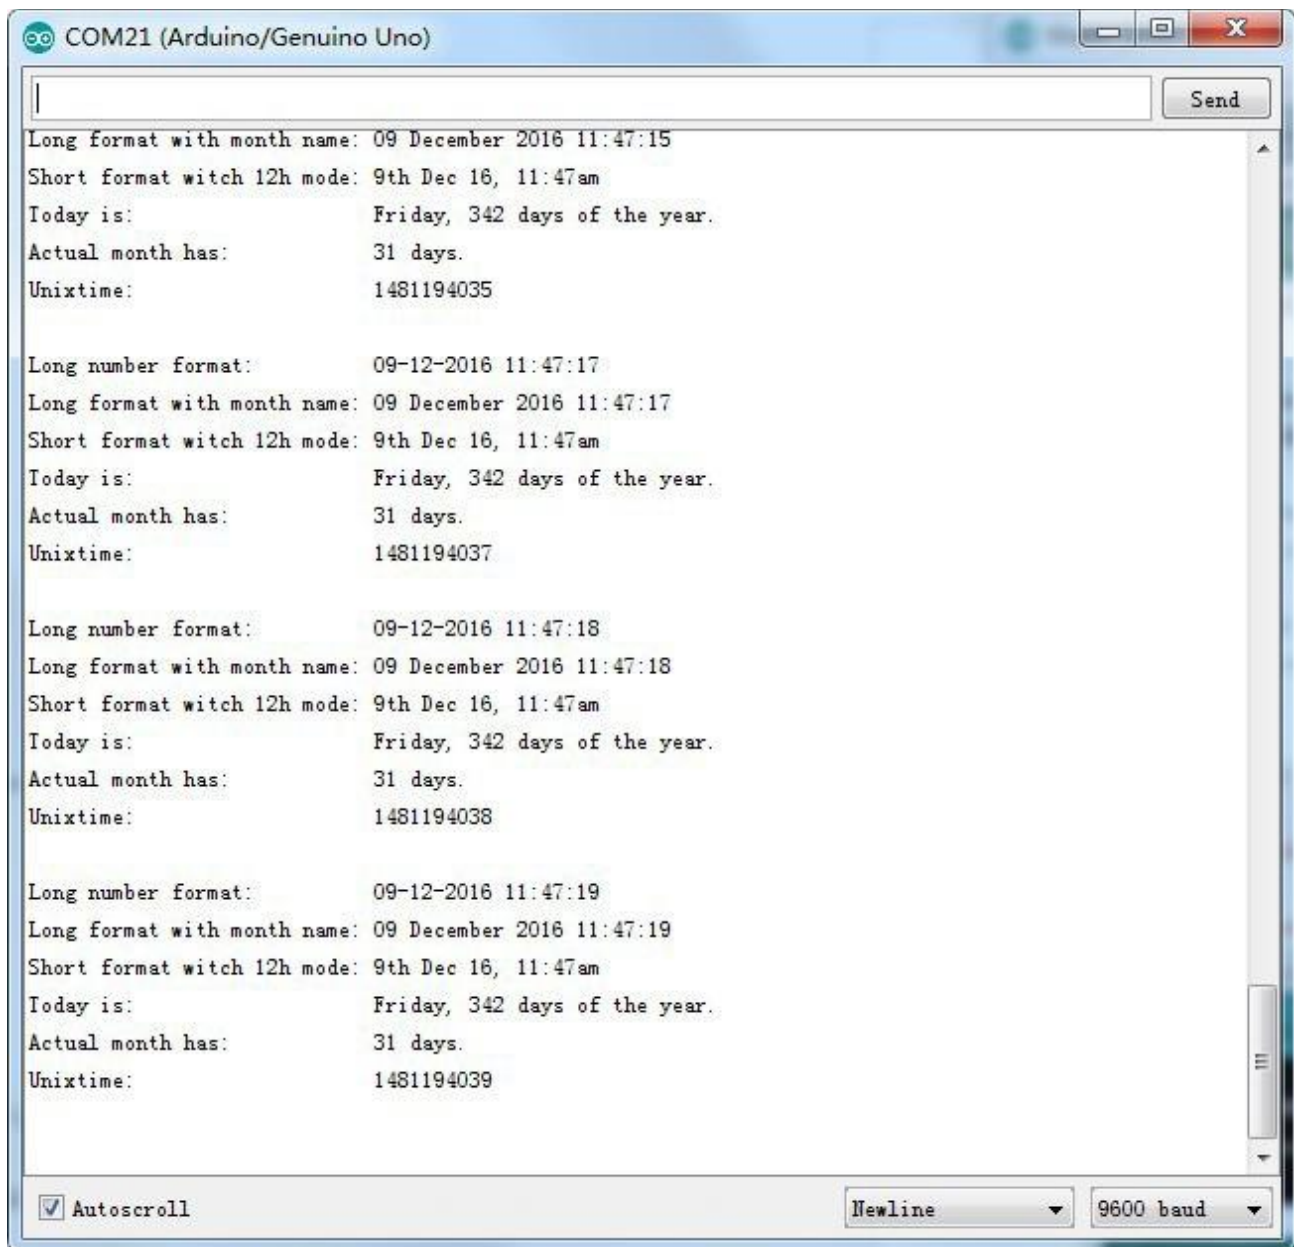 COM21 (Arduino/Genuino Uno)
Send
Long format with month name: 09 December 2016 11:47:15
Short format witch 12h mode: 9th Dec 16, 11:47am
Today is: Friday, 342 days of the year.
Actual month has: 31 days.
Unixtime: 1481194035
Long number format: 09-12-2016 11:47:17
Long format with month name: 09 December 2016 11:47:17
Short format witch 12h mode: 9th Dec 16, 11:47am
Today is: Friday, 342 days of the year.
Actual month has: 31 days.
Unixtime: 1481194037
Long number format: 09-12-2016 11:47:18
Long format with month name: 09 December 2016 11:47:18
Short format witch 12h mode: 9th Dec 16, 11:47am
Today is: Friday, 342 days of the year.
Actual month has: 31 days.
Unixtime: 1481194038
Long number format: 09-12-2016 11:47:19
Long format with month name: 09 December 2016 11:47:19
Short format witch 12h mode: 9th Dec 16, 11:47am
Today is: Friday, 342 days of the year.
Actual month has: 31 days.
Unixtime: 1481194039
Autoscroll Newline 9600 baud